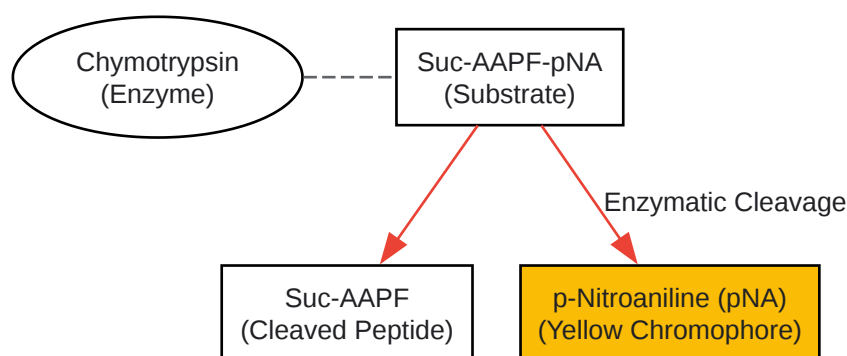 Chymotrypsin
(Enzyme)
Suc-AAPF-pNA
(Substrate)
Enzymatic Cleavage
Suc-AAPF
(Cleaved Peptide)
p-Nitroaniline (pNA)
(Yellow Chromophore)